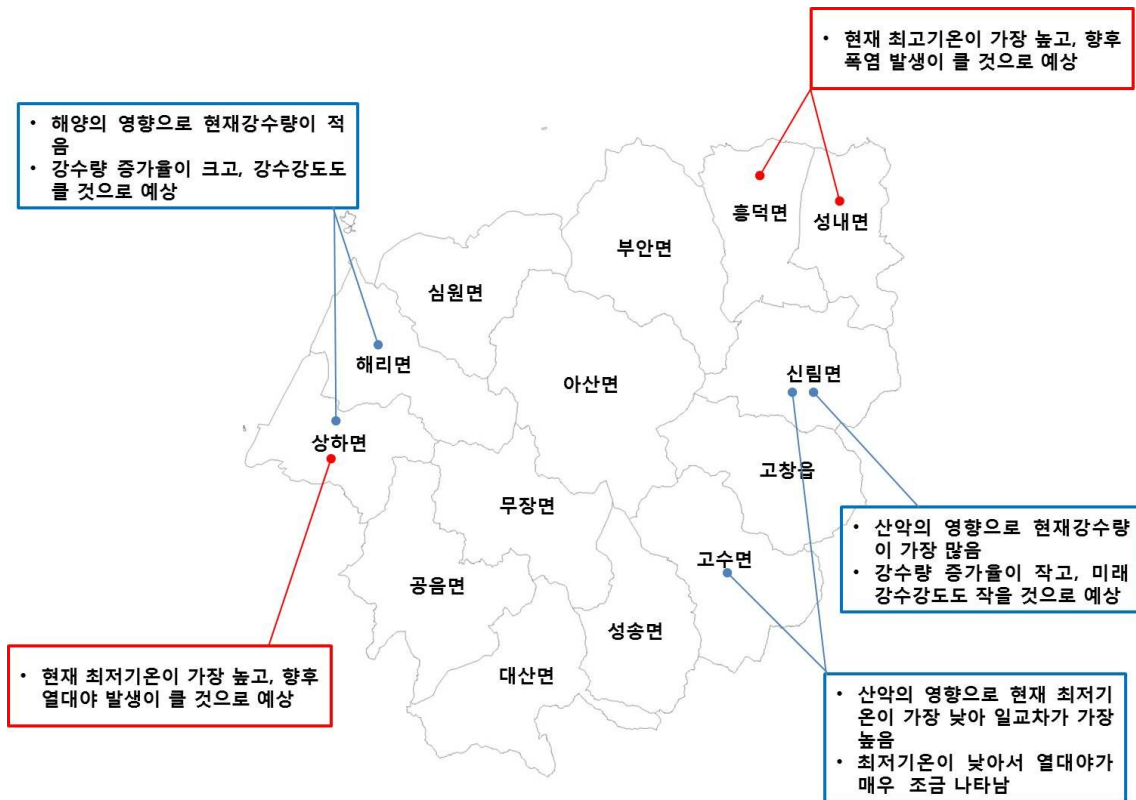 • 현재 최고기온이 가장 높고, 향후
폭염 발생이 클 것으로 예상
• 해양의 영향으로 현재강수량이 적
음
• 강수량 증가율이 크고, 강수강도도
클 것으로 예상
흥덕면
성내면
부안면
심원면
해리면
신림면
아산면
상하면
고창읍
무장면
고수면
공음면
성송면
대산면
• 산악의 영향으로 현재강수량
이 가장 많음
• 강수량 증가율이 작고, 미래
강수강도도 작을 것으로 예상
• 현재 최저기온이 가장 높고, 향후
열대야 발생이 클 것으로 예상
• 산악의 영향으로 현재 최저기
온이 가장 낮아 일교차가 가장
높음
• 최저기온이 낮아서 열대야가
매우 조금 나타남